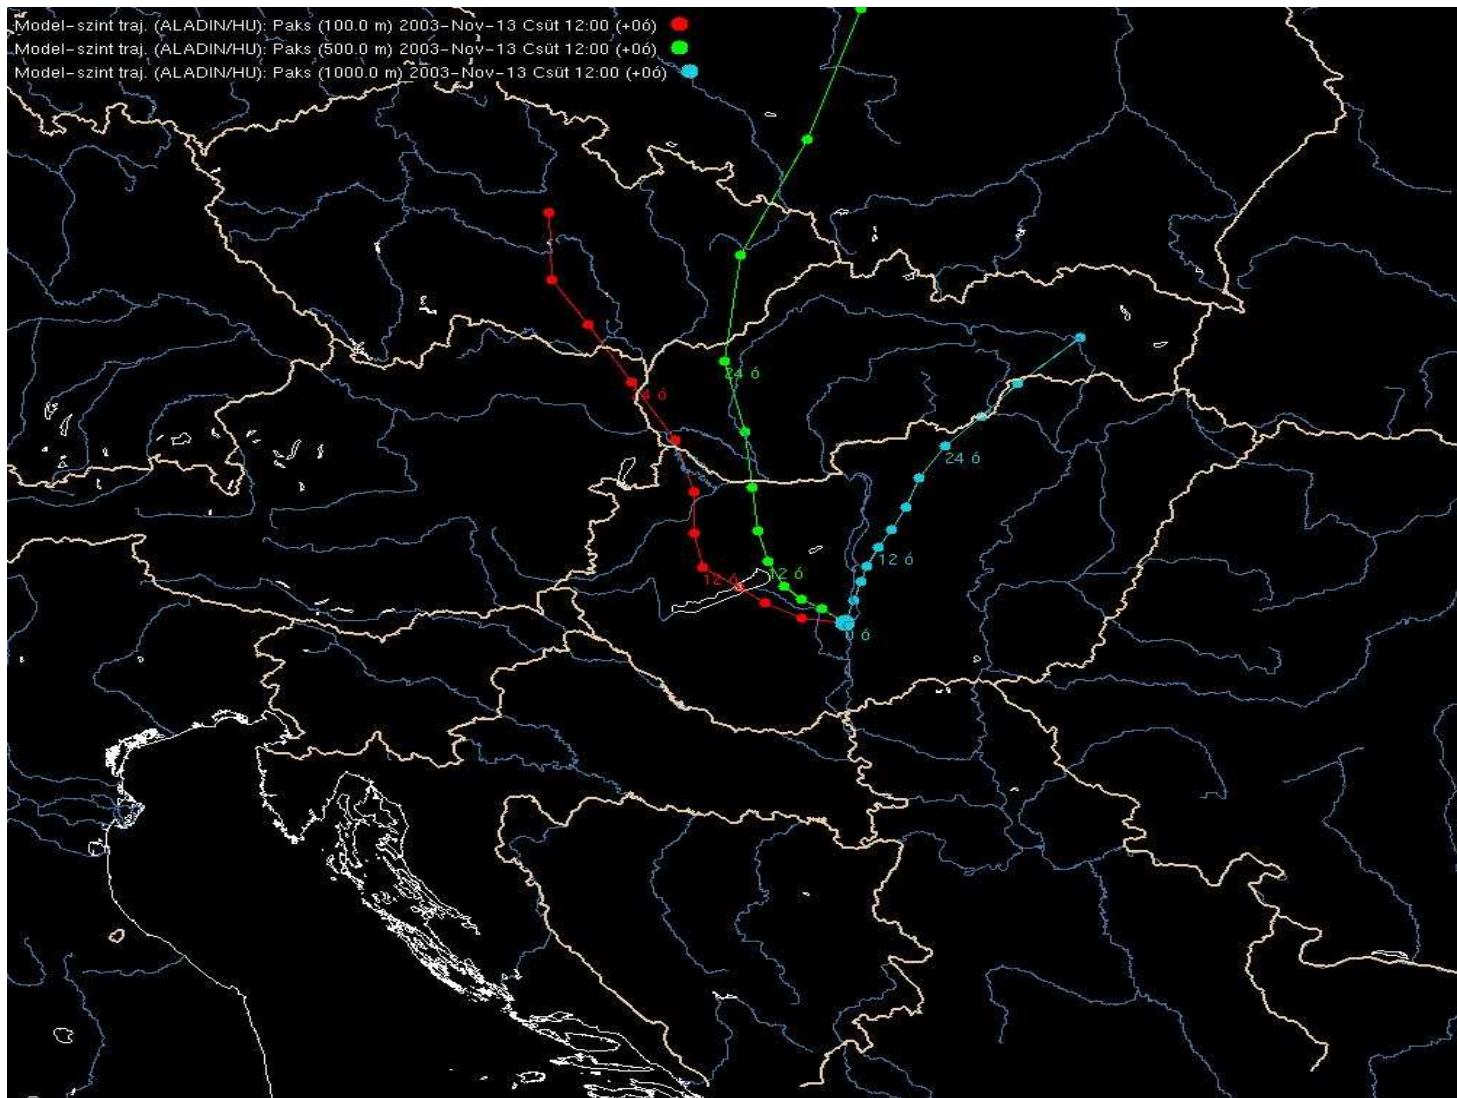 Model-szint traj. (ALADIN/HU): Paks (100.0 m) 2003-Nov-13 Csüt 12:00 (+0ó)
Model-szint traj. (ALADIN/HU): Paks (500.0 m) 2003-Nov-13 Csüt 12:00 (+0ó)
Model-szint traj. (ALADIN/HU): Paks (1000.0 m) 2003-Nov-13 Csüt 12:00 (+0ó)
24 ó
24 ó
24 ó
12 ó
12 ó
12 ó
0 ó